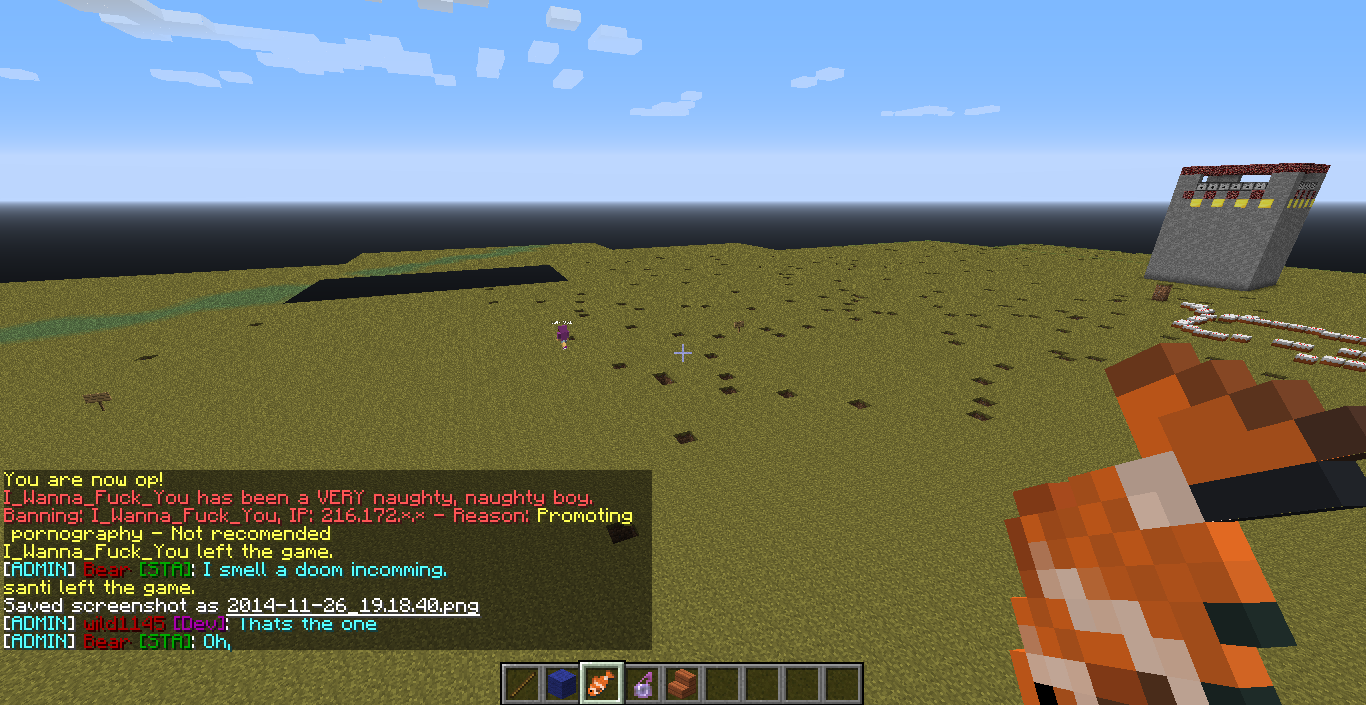 You are now op!
I_Wanna_Fuck_You has been a VERY naughty, naughty boy.
Banning: I_Wanna_Fuck_You, IP: 216.172.*.* - Reason: Promoting
pornography - Not recomended
I_Wanna_Fuck_You left the game.
[ADMIN] Bear [STA]: I smell a doom incomming.
santi left the game.
Saved screenshot as 2014-11-26_19.18.40.png
[ADMIN] wild1145 [Dev]: Thats the one
[ADMIN] Bear [STA]: Oh,